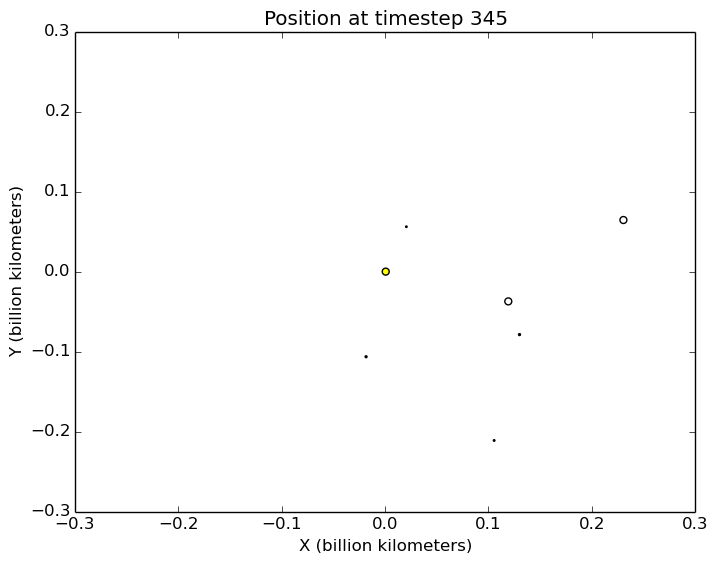 Position at timestep 345
0.3
0.2
0.1
0.0
−0.1
−0.2
−0.3
Y (billion kilometers)
−0.3 −0.2 −0.1 0.0 0.1 0.2 0.3
X (billion kilometers)